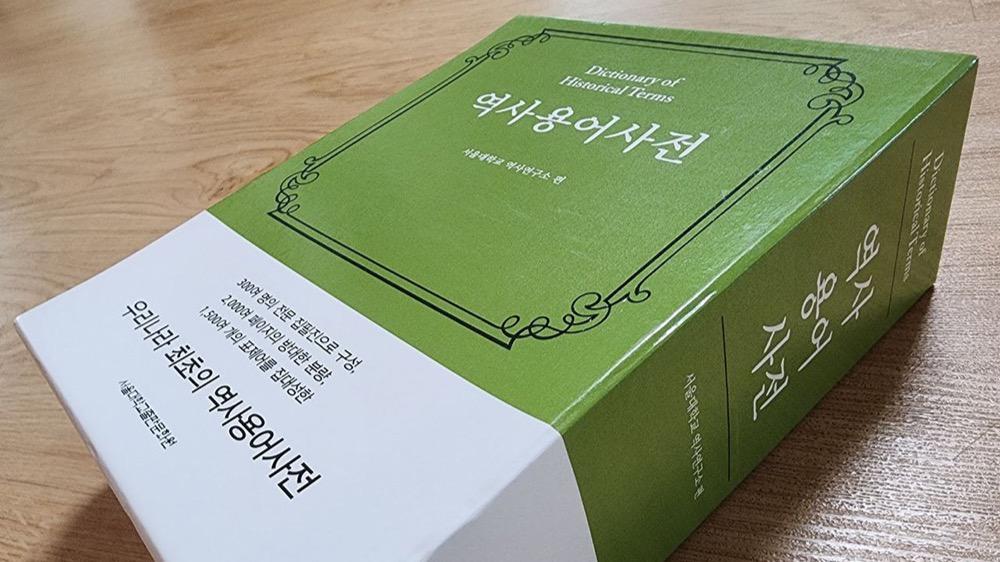 Dictionary of
Historical Terms
역사용어사전
서울대학교 역사연구소 편
300여 명의 전문 집필진으로 구성,
2,000여 페이지의 방대한 분량,
1,500여 개의 표제어를 집대성한
우리나라 최초의 역사용어사전
서울대학교출판문화원
Dictionary of
Historical Terms
역사
용어
사전
서울대학교 역사연구소 편